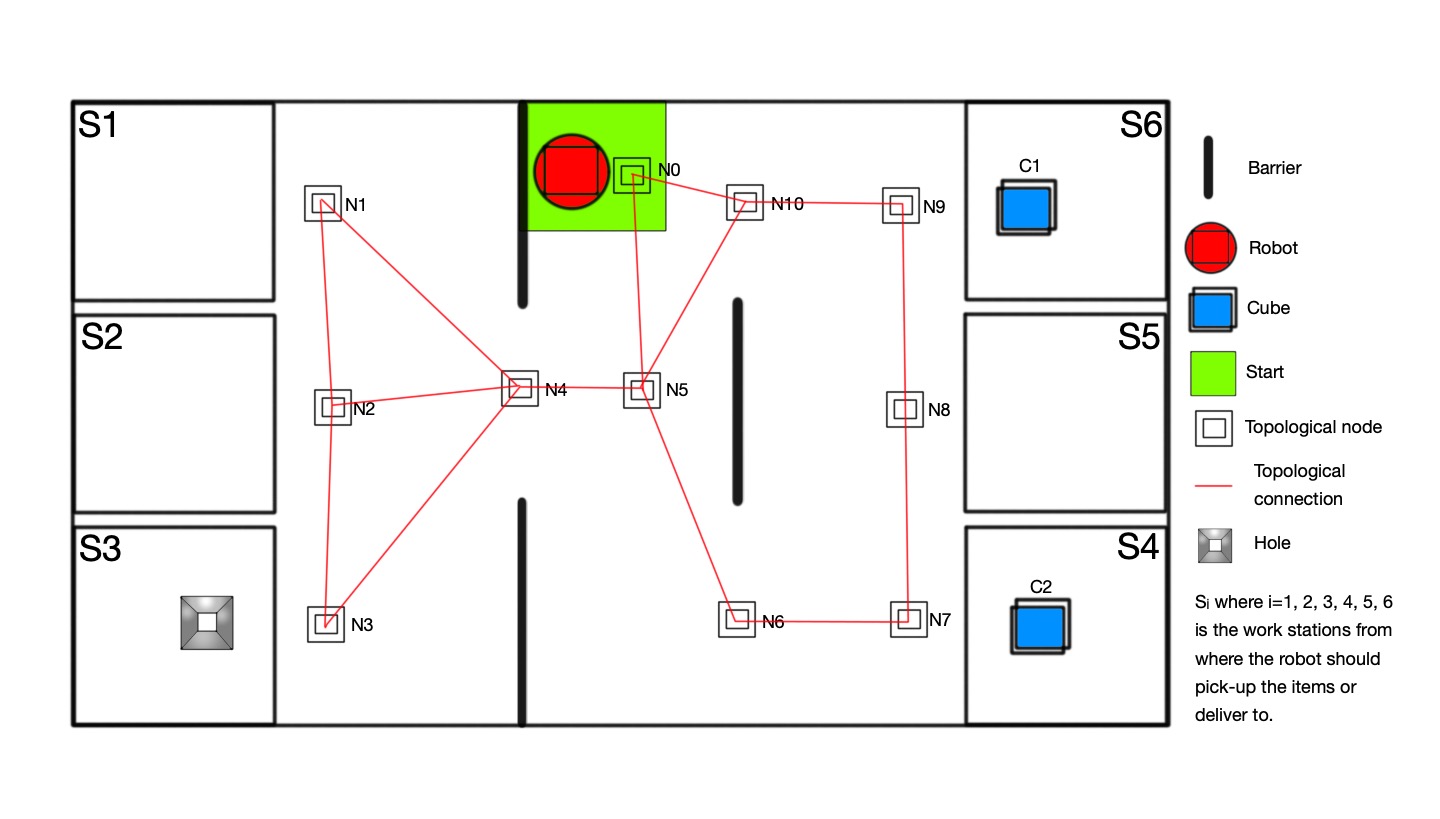 S1
S6
C1
N0
N1
N10
N9
S2
S5
N4
N5
N2
N8
S3
S4
C2
N3
N6
N7
Barrier
Robot
Cube
Start
Topological node
Topological
connection
Hole
Si where i=1, 2, 3, 4, 5, 6
is the work stations from
where the robot should
pick-up the items or
deliver to.